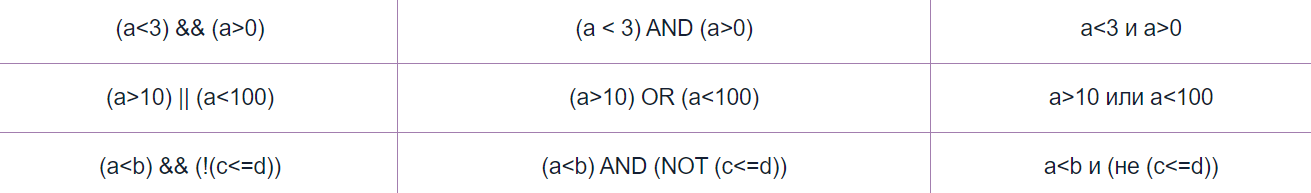 (a<3) && (a>0) (a < 3) AND (a>0) a<3 и a>0
(a>10) || (a<100) (a>10) OR (a<100) a>10 или a<100
(a<b) && (!(c<=d)) (a<b) AND (NOT (c<=d)) a<b и (не (c<=d))